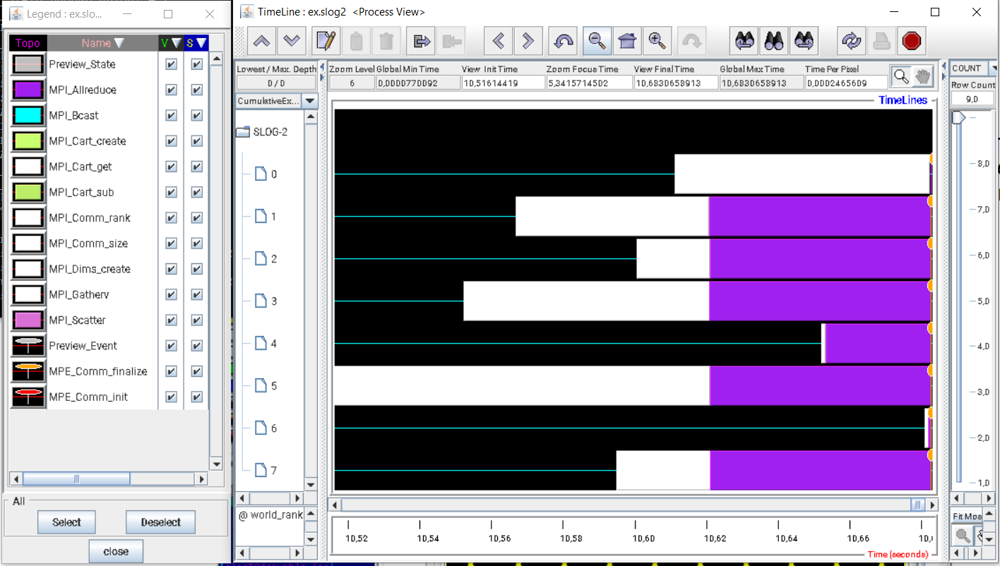 Legend : ex.slo...
Topo Name V S
Preview_State
MPI_Allreduce
MPI_Bcast
MPI_Cart_create
MPI_Cart_get
MPI_Cart_sub
MPI_Comm_rank
MPI_Comm_size
MPI_Dims_create
MPI_Gatherv
MPI_Scatter
Preview_Event
MPE_Comm_finalize
MPE_Comm_init
All
Select Deselect
close
TimeLine : ex.slog2 <Process View>
Lowest / Max. Depth Zoom Level Global Min Time View Init Time Zoom Focus Time View Final Time Global Max Time Time Per Pixel
0 / 0 6 0,0000770092 10,51614419 5,3415714502 10,6830658913 10,6830658913 0,0002465609
CumulativeEx...
TimeLines
SLOG-2
0
1
2
3
4
5
6
7
@ world_rank
10,52 10,54 10,56 10,58 10,60 10,62 10,64 10,66 10,
Time (seconds)
COUNT
Row Count
9,0
8,0
7,0
6,0
5,0
4,0
3,0
2,0
1,0
Fit Mos